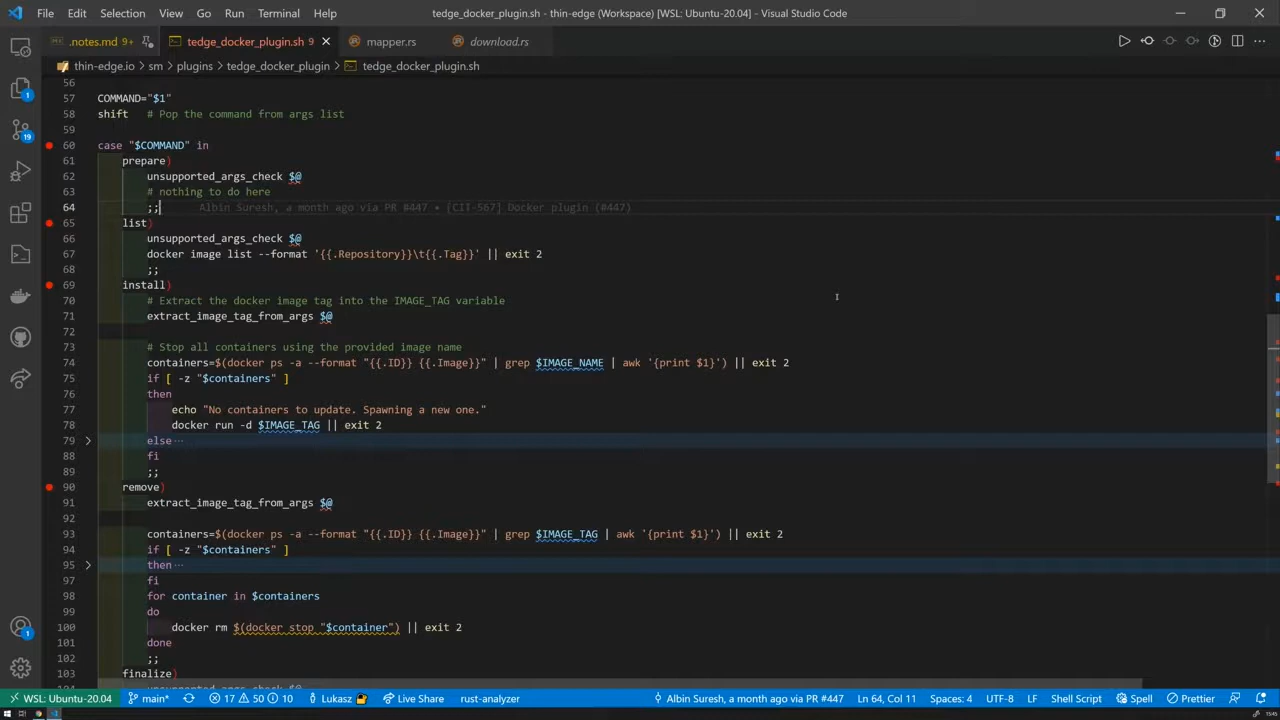 File Edit Selection View Go Run Terminal Help tedge_docker_plugin.sh - thin-edge (Workspace) [WSL: Ubuntu-20.04] - Visual Studio Code
.notes.md 9+ tedge_docker_plugin.sh 9 mapper.rs download.rs
thin-edge.io > sm > plugins > tedge_docker_plugin > tedge_docker_plugin.sh
56
57 COMMAND="$1"
58 shift # Pop the command from args list
59
60 case "$COMMAND" in
61 prepare)
62 unsupported_args_check $@
63 # nothing to do here
64 ;; Albin Suresh, a month ago via PR #447 • [CIT-567] Docker plugin (#447)
65 list)
66 unsupported_args_check $@
67 docker image list --format '{{.Repository}}\t{{.Tag}}' || exit 2
68 ;;
69 install)
70 # Extract the docker image tag into the IMAGE_TAG variable
71 extract_image_tag_from_args $@
72
73 # Stop all containers using the provided image name
74 containers=$(docker ps -a --format "{{.ID}} {{.Image}}" | grep $IMAGE_NAME | awk '{print $1}') || exit 2
75 if [ -z "$containers" ]
76 then
77 echo "No containers to update. Spawning a new one."
78 docker run -d $IMAGE_TAG || exit 2
79 else ···
88 fi
89 ;;
90 remove)
91 extract_image_tag_from_args $@
92
93 containers=$(docker ps -a --format "{{.ID}} {{.Image}}" | grep $IMAGE_TAG | awk '{print $1}') || exit 2
94 if [ -z "$containers" ]
95 then ···
97 fi
98 for container in $containers
99 do
100 docker rm $(docker stop "$container") || exit 2
101 done
102 ;;
103 finalize)
1
19
1
WSL: Ubuntu-20.04 main* 17 50 10 Lukasz Live Share rust-analyzer Albin Suresh, a month ago via PR #447 Ln 64, Col 11 Spaces: 4 UTF-8 LF Shell Script Spell Prettier